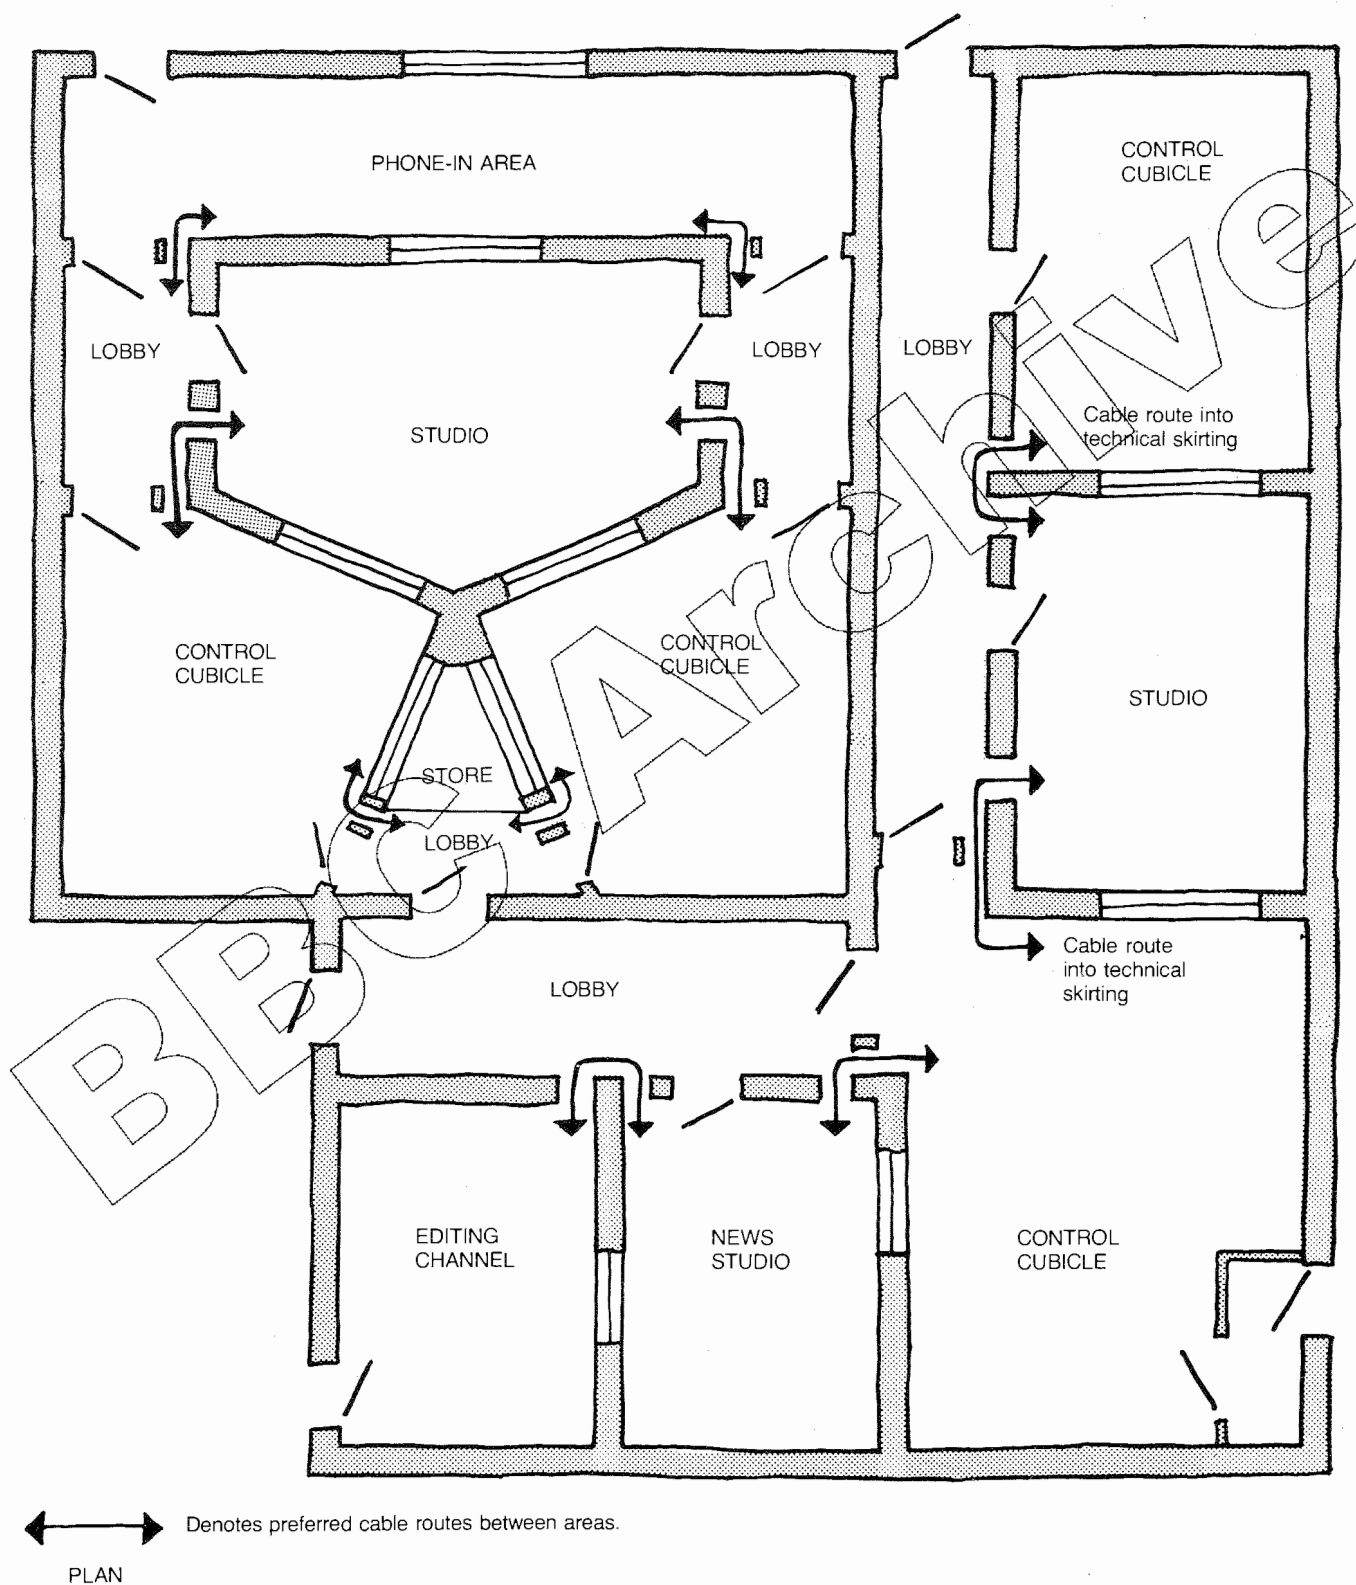 PHONE-IN AREA
CONTROL
CUBICLE
LOBBY
LOBBY
LOBBY
STUDIO
Cable route into
technical skirting
CONTROL
CUBICLE
CONTROL
CUBICLE
STUDIO
STORE
LOBBY
Cable route
into technical
skirting
LOBBY
EDITING
CHANNEL
NEWS
STUDIO
CONTROL
CUBICLE
Denotes preferred cable routes between areas.
PLAN
BBC Archive